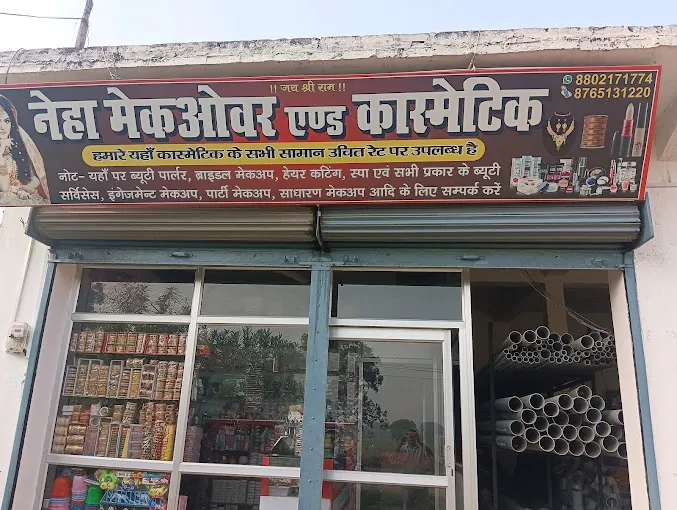 !! जय श्री राम !!
8802171774
8765131220
नेहा मेकओवर एण्ड कास्मेटिक
हमारे यहाँ कास्मेटिक के सभी सामान उचित रेट पर उपलब्ध है
नोट- यहाँ पर ब्यूटी पार्लर, ब्राइडल मेकअप, हेयर कटिंग, स्पा एवं सभी प्रकार के ब्यूटी
सर्विसेस, इंगेजमेन्ट मेकअप, पार्टी मेकअप, साधारण मेकअप आदि के लिए सम्पर्क करें